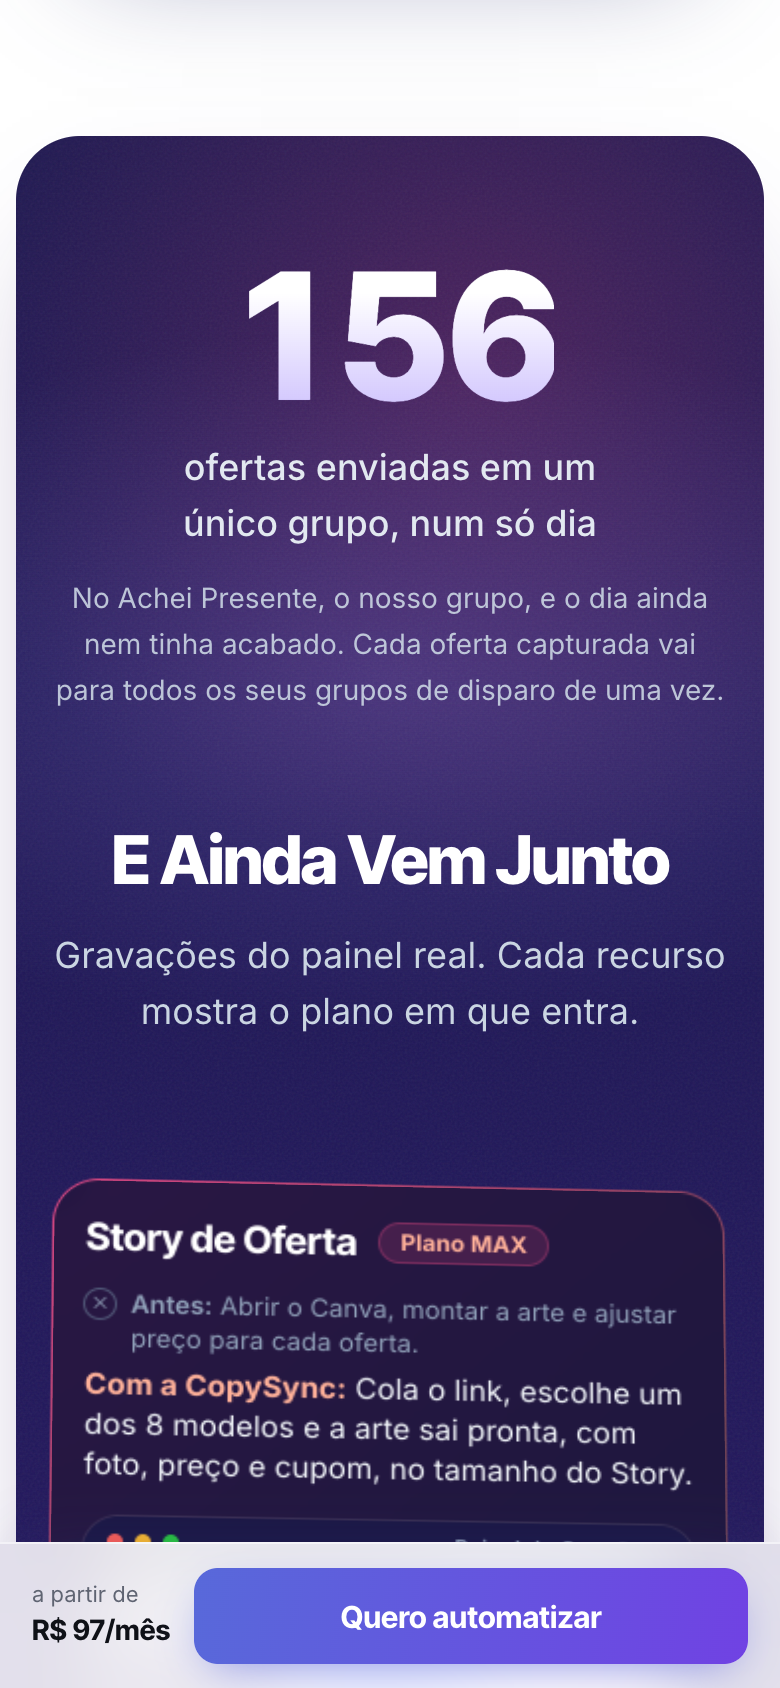 156
ofertas enviadas em um
único grupo, num só dia
No Achei Presente, o nosso grupo, e o dia ainda
nem tinha acabado. Cada oferta capturada vai
para todos os seus grupos de disparo de uma vez.
E Ainda Vem Junto
Gravações do painel real. Cada recurso
mostra o plano em que entra.
Story de Oferta Plano MAX
Antes: Abrir o Canva, montar a arte e ajustar
preço para cada oferta.
Com a CopySync: Cola o link, escolhe um
dos 8 modelos e a arte sai pronta, com
foto, preço e cupom, no tamanho do Story.
a partir de
R$ 97/mês
Quero automatizar